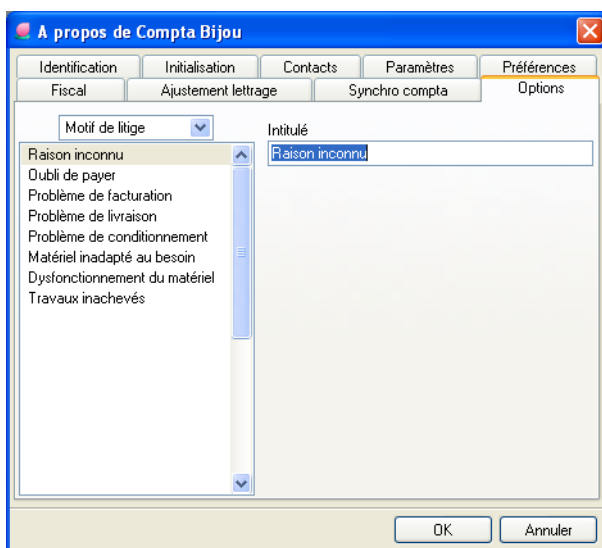 A propos de Compta Bijou
Identification Initialisation Contacts Paramètres Préférences
Fiscal Ajustement lettrage Synchro compta Options
Motif de litige
Intitulé
Raison inconnu
Raison inconnu
Oubli de payer
Problème de facturation
Problème de livraison
Problème de conditionnement
Matériel inadapté au besoin
Dysfonctionnement du matériel
Travaux inachevés
OK Annuler